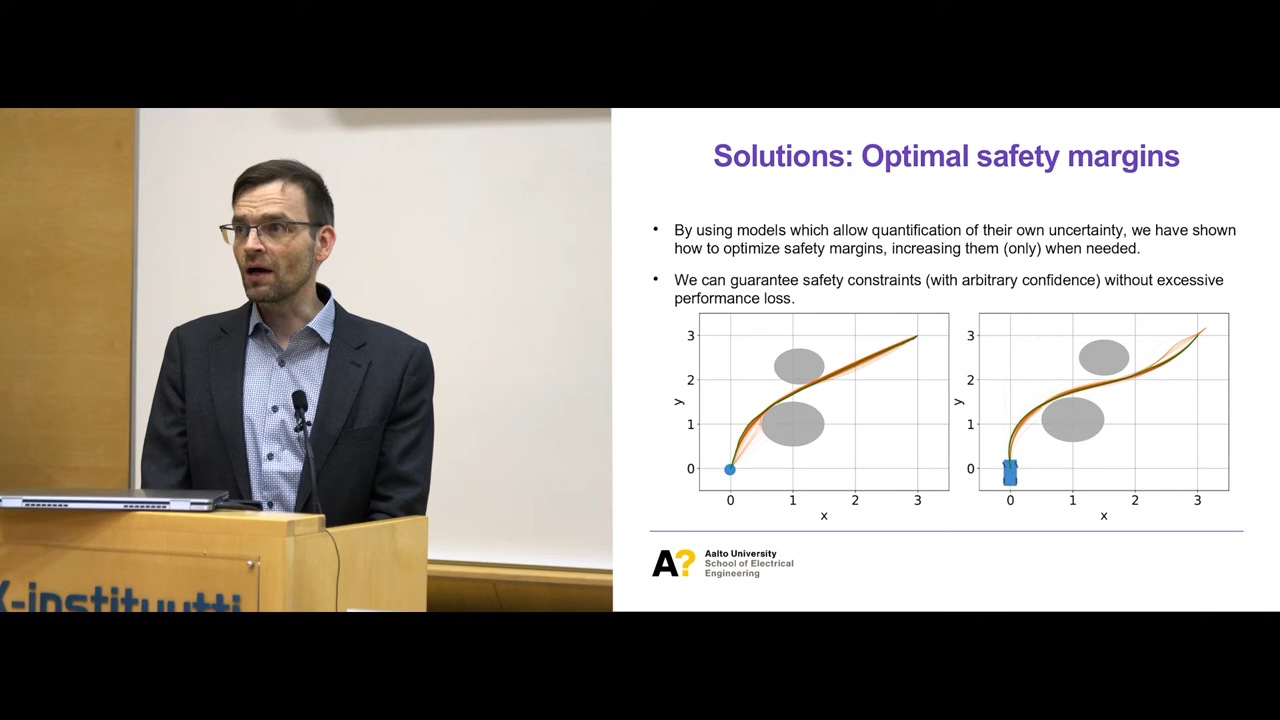 Solutions: Optimal safety margins
• By using models which allow quantification of their own uncertainty, we have shown
how to optimize safety margins, increasing them (only) when needed.
• We can guarantee safety constraints (with arbitrary confidence) without excessive
performance loss.
3
2
1
0
y
0 1 2 3
x
3
2
1
0
y
0 1 2 3
x
A?
Aalto University
School of Electrical
Engineering
K-instituutti